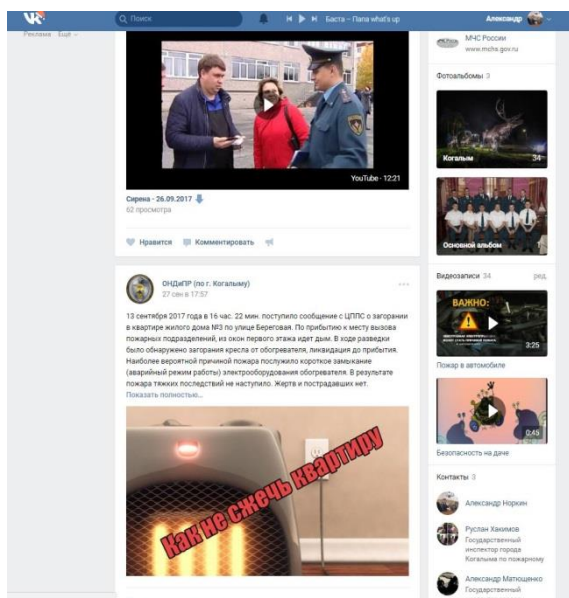 Поиск
Баста – Папа what's up
Александр
Реклама Ещё
МЧС России
www.mchs.gov.ru
Фотоальбомы 3
Когалым 34
Основной альбом 1
YouTube · 12:21
Сирена - 26.09.2017
62 просмотра
Нравится Комментировать
ОНДиПР (по г. Когалыму)
27 сен в 17:57
13 сентября 2017 года в 16 час. 22 мин. поступило сообщение с ЦППС о загорании
в квартире жилого дома №3 по улице Береговая. По прибытию к месту вызова
пожарных подразделений, из окон первого этажа идет дым. В ходе разведки
было обнаружено загорания кресла от обогревателя, ликвидация до прибытия.
Наиболее вероятной причиной пожара послужило короткое замыкание
(аварийный режим работы) электрооборудования обогревателя. В результате
пожара тяжких последствий не наступило. Жертв и пострадавших нет.
Показать полностью...
Как не сжечь квартиру
Видеозаписи 34 ред.
ВАЖНО:
3:25
Пожар в автомобиле
0:45
Безопасность на даче
Контакты 3
Александр Норкин
Руслан Хакимов
Государственный
инспектор города
Когалыма по пожарному
Александр Матющенко
Государственный